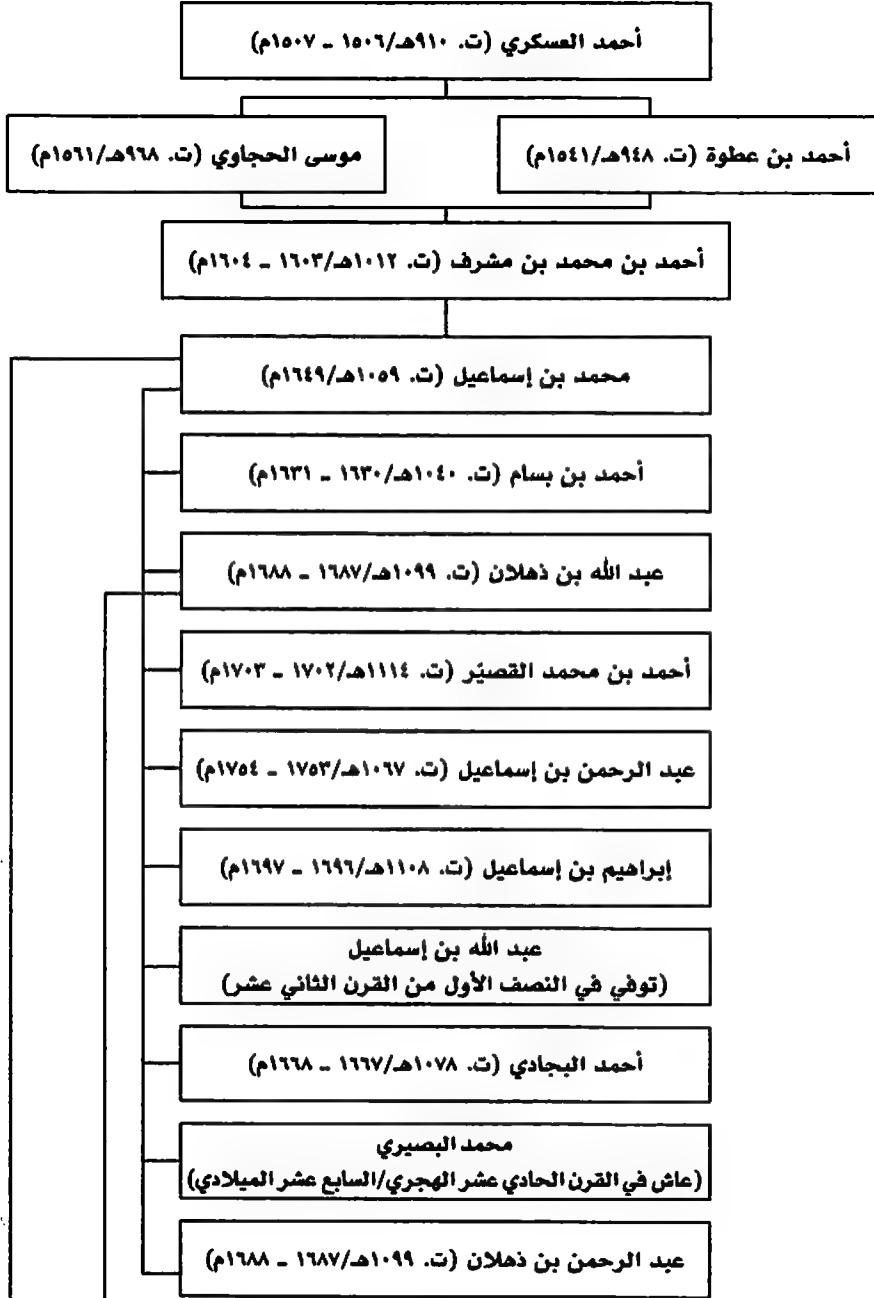 أحمد العسكري (ت. ٩١٠هـ/١٥٠٦ ـ ١٥٠٧م)
أحمد بن عطوة (ت. ٩٤٨هـ/١٥٤١م)
موسى الحجاوي (ت. ٩٦٨هـ/١٥٦١م)
أحمد بن محمد بن مشرف (ت. ١٠١٢هـ/١٦٠٣ ـ ١٦٠٤م)
محمد بن إسماعيل (ت. ١٠٥٩هـ/١٦٤٩م)
أحمد بن بسام (ت. ١٠٤٠هـ/١٦٣٠ ـ ١٦٣١م)
عبد الله بن ذهلان (ت. ١٠٩٩هـ/١٦٨٧ ـ ١٦٨٨م)
أحمد بن محمد القصيّر (ت. ١١١٤هـ/١٧٠٢ ـ ١٧٠٣م)
عبد الرحمن بن إسماعيل (ت. ١٠٦٧هـ/١٧٥٣ ـ ١٧٥٤م)
إبراهيم بن إسماعيل (ت. ١١٠٨هـ/١٦٩٦ ـ ١٦٩٧م)
عبد الله بن إسماعيل
(توفي في النصف الأول من القرن الثاني عشر)
أحمد البجادي (ت. ١٠٧٨هـ/١٦٦٧ ـ ١٦٦٨م)
محمد البصيري
(عاش في القرن الحادي عشر الهجري/السابع عشر الميلادي)
عبد الرحمن بن ذهلان (ت. ١٠٩٩هـ/١٦٨٧ ـ ١٦٨٨م)